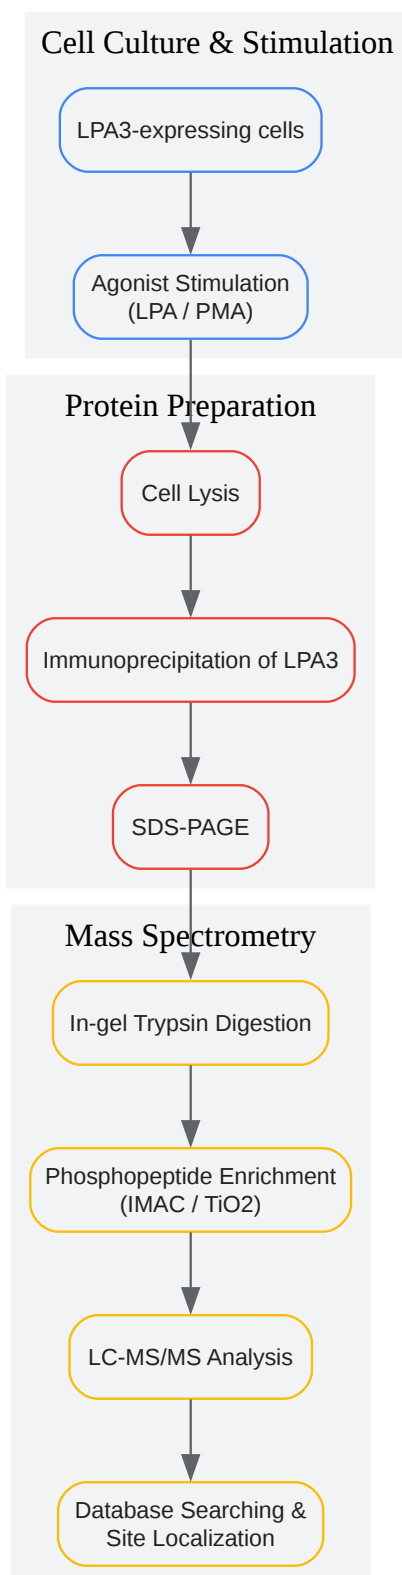 Cell Culture & Stimulation
LPA3-expressing cells
Agonist Stimulation
(LPA / PMA)
Protein Preparation
Cell Lysis
Immunoprecipitation of LPA3
SDS-PAGE
Mass Spectrometry
In-gel Trypsin Digestion
Phosphopeptide Enrichment
(IMAC / TiO2)
LC-MS/MS Analysis
Database Searching &
Site Localization